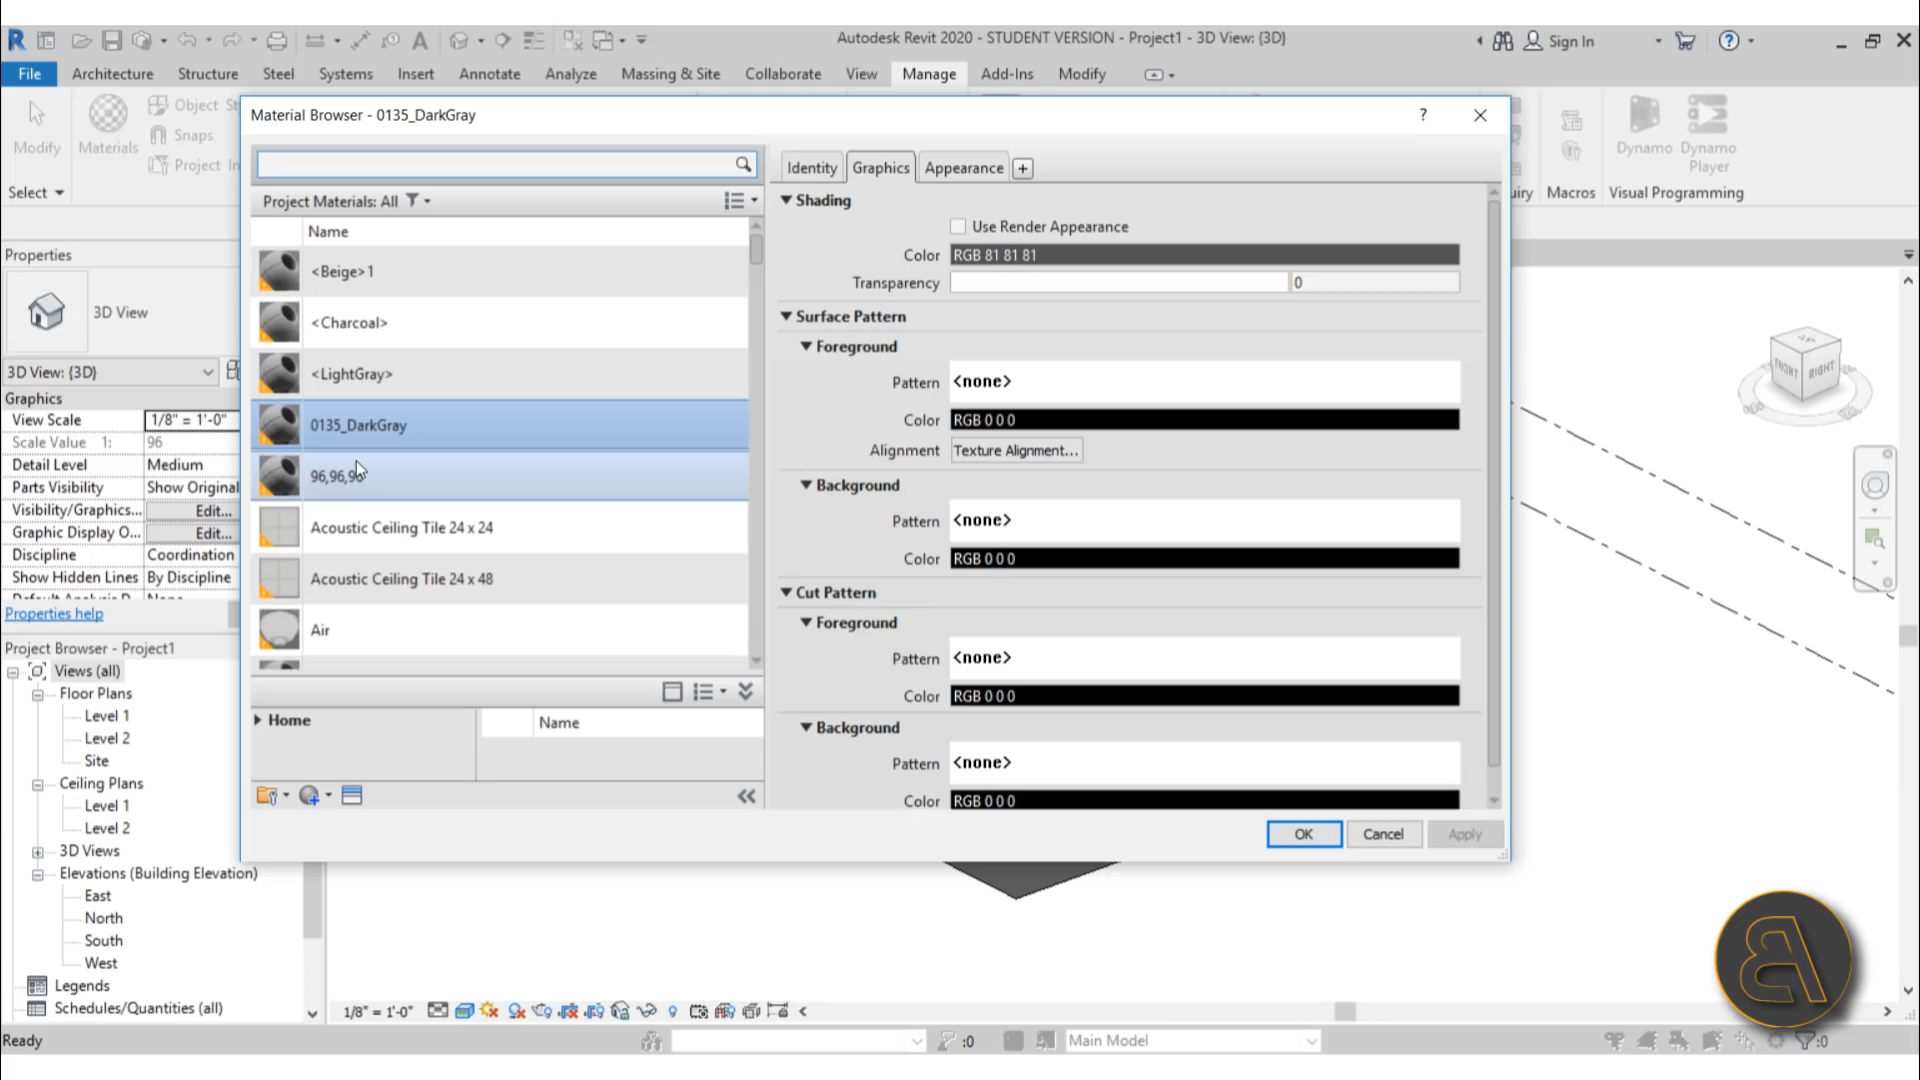 Autodesk Revit 2020 - STUDENT VERSION - Project1 - 3D View: {3D}
Sign In
File Architecture Structure Steel Systems Insert Annotate Analyze Massing & Site Collaborate View Manage Add-Ins Modify
Modify
Materials
Object St
Snaps
Project In
Select
Macros
Dynamo
Dynamo Player
uiry
Visual Programming
Material Browser - 0135_DarkGray
?
Project Materials: All
Name
<Beige>1
<Charcoal>
<LightGray>
0135_DarkGray
96,96,96
Acoustic Ceiling Tile 24 x 24
Acoustic Ceiling Tile 24 x 48
Air
Home
Name
Identity Graphics Appearance +
Shading
Use Render Appearance
Color RGB 81 81 81
Transparency 0
Surface Pattern
Foreground
Pattern <none>
Color RGB 0 0 0
Alignment Texture Alignment...
Background
Pattern <none>
Color RGB 0 0 0
Cut Pattern
Foreground
Pattern <none>
Color RGB 0 0 0
Background
Pattern <none>
Color RGB 0 0 0
OK Cancel Apply
Properties
3D View
3D View: {3D}
Graphics
View Scale 1/8" = 1'-0"
Scale Value 1: 96
Detail Level Medium
Parts Visibility Show Original
Visibility/Graphics... Edit...
Graphic Display O... Edit...
Discipline Coordination
Show Hidden Lines By Discipline
Properties help
Project Browser - Project1
Views (all)
Floor Plans
Level 1
Level 2
Site
Ceiling Plans
Level 1
Level 2
3D Views
Elevations (Building Elevation)
East
North
South
West
Legends
Schedules/Quantities (all)
FRONT RIGHT
1/8" = 1'-0"
Ready
:0
Main Model
:0